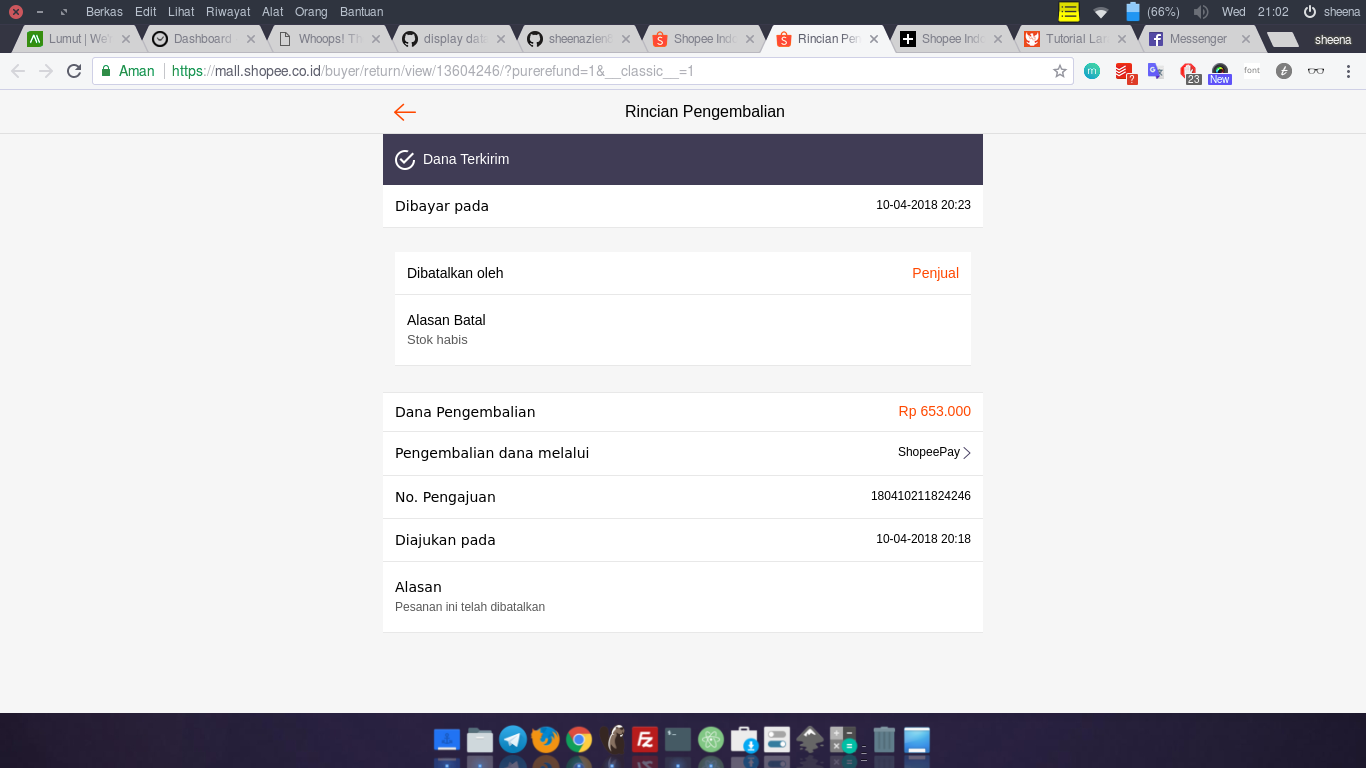 Berkas Edit Lihat Riwayat Alat Orang Bantuan (66%) Wed 21:02 sheena
Lumut | We' Dashboard Whoops! Th display data sheenazien Shopee Indo Rincian Pen Shopee Indo Tutorial Lar Messenger sheena
Aman https://mall.shopee.co.id/buyer/return/view/13604246/?purerefund=1&__classic__=1 m ? 23 New font
Rincian Pengembalian
Dana Terkirim
Dibayar pada 10-04-2018 20:23
Dibatalkan oleh Penjual
Alasan Batal
Stok habis
Dana Pengembalian Rp 653.000
Pengembalian dana melalui ShopeePay
No. Pengajuan 180410211824246
Diajukan pada 10-04-2018 20:18
Alasan
Pesanan ini telah dibatalkan